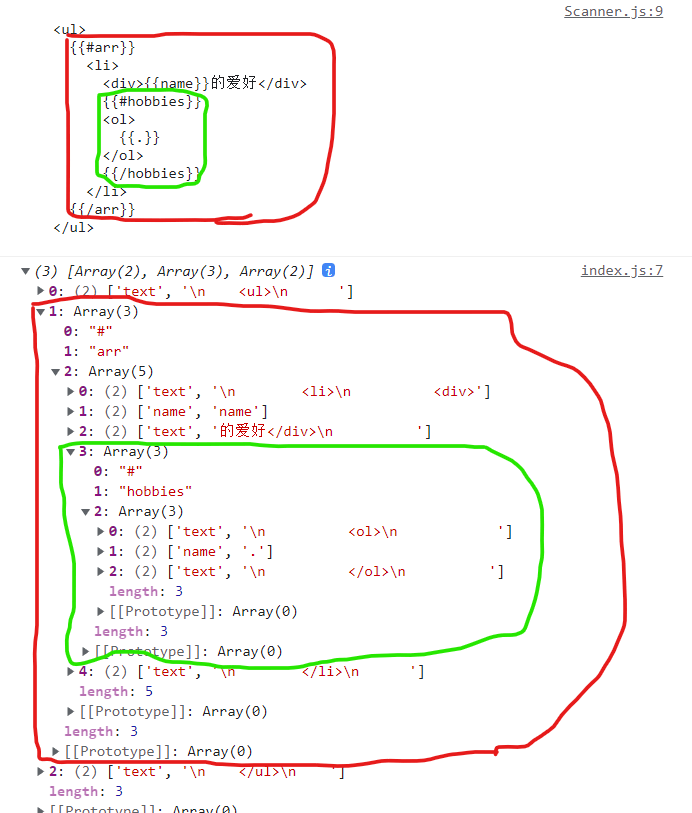 Scanner.js:9
<ul>
{{#arr}}
<li>
<div>{{name}}的爱好</div>
{{#hobbies}}
<ol>
{{.}}
</ol>
{{/hobbies}}
</li>
{{/arr}}
</ul>
(3) [Array(2), Array(3), Array(2)] i index.js:7
0: (2) ['text', '\n    <ul>\n      ']
1: Array(3)
0: "#"
1: "arr"
2: Array(5)
0: (2) ['text', '\n        <li>\n          <div>']
1: (2) ['name', 'name']
2: (2) ['text', '的爱好</div>\n          ']
3: Array(3)
0: "#"
1: "hobbies"
2: Array(3)
0: (2) ['text', '\n          <ol>\n            ']
1: (2) ['name', '.']
2: (2) ['text', '\n          </ol>\n          ']
length: 3
[[Prototype]]: Array(0)
length: 3
[[Prototype]]: Array(0)
4: (2) ['text', '\n        </li>\n      ']
length: 5
[[Prototype]]: Array(0)
length: 3
[[Prototype]]: Array(0)
2: (2) ['text', '\n    </ul>\n    ']
length: 3
[[Prototype]]: Array(0)